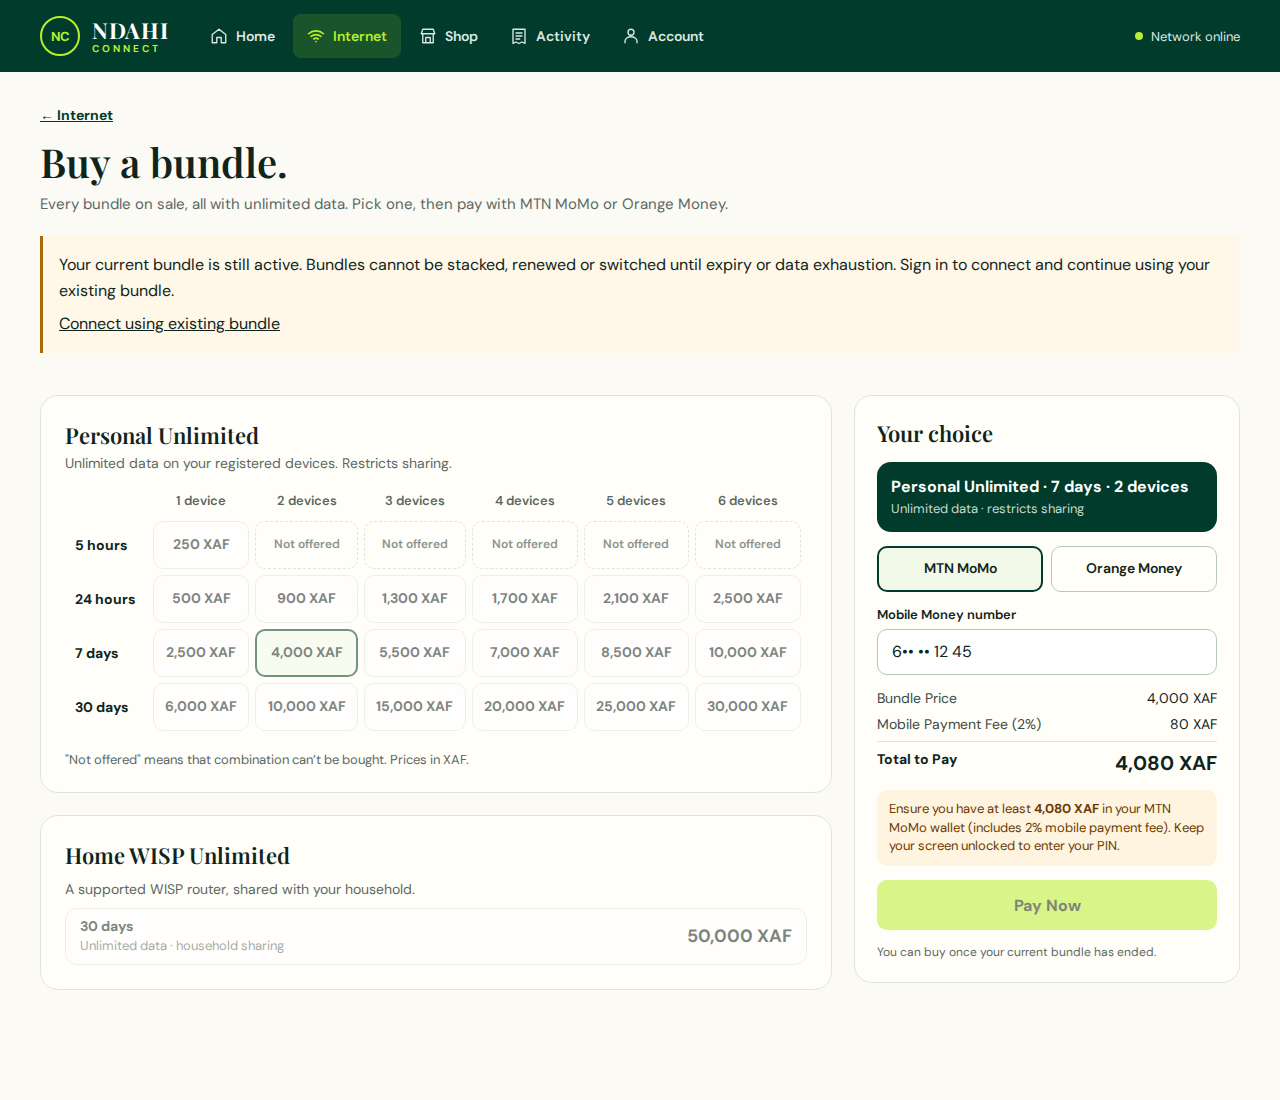 NC
NDAHI
CONNECT
Home
Internet
Shop
Activity
Account
Network online
← Internet
Buy a bundle.
Every bundle on sale, all with unlimited data. Pick one, then pay with MTN MoMo or Orange Money.
Your current bundle is still active. Bundles cannot be stacked, renewed or switched until expiry or data exhaustion. Sign in to connect and continue using your
existing bundle.
Connect using existing bundle
Personal Unlimited
Unlimited data on your registered devices. Restricts sharing.
1 device 2 devices 3 devices 4 devices 5 devices 6 devices
5 hours 250 XAF Not offered Not offered Not offered Not offered Not offered
24 hours 500 XAF 900 XAF 1,300 XAF 1,700 XAF 2,100 XAF 2,500 XAF
7 days 2,500 XAF 4,000 XAF 5,500 XAF 7,000 XAF 8,500 XAF 10,000 XAF
30 days 6,000 XAF 10,000 XAF 15,000 XAF 20,000 XAF 25,000 XAF 30,000 XAF
"Not offered" means that combination can't be bought. Prices in XAF.
Home WISP Unlimited
A supported WISP router, shared with your household.
30 days
Unlimited data · household sharing
50,000 XAF
Your choice
Personal Unlimited · 7 days · 2 devices
Unlimited data · restricts sharing
MTN MoMo
Orange Money
Mobile Money number
6•• •• 12 45
Bundle Price 4,000 XAF
Mobile Payment Fee (2%) 80 XAF
Total to Pay 4,080 XAF
Ensure you have at least 4,080 XAF in your MTN
MoMo wallet (includes 2% mobile payment fee). Keep
your screen unlocked to enter your PIN.
Pay Now
You can buy once your current bundle has ended.